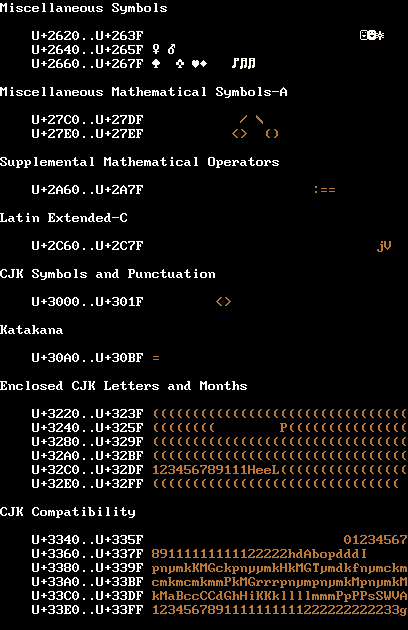 Miscellaneous Symbols
U+2620..U+263F ☺☻☼
U+2640..U+265F ♀ ♂
U+2660..U+267F ♠ ♣ ♥♦ ♪♫♬
Miscellaneous Mathematical Symbols-A
U+27C0..U+27DF / \
U+27E0..U+27EF <> ()
Supplemental Mathematical Operators
U+2A60..U+2A7F :==
Latin Extended-C
U+2C60..U+2C7F jV
CJK Symbols and Punctuation
U+3000..U+301F <>
Katakana
U+30A0..U+30BF =
Enclosed CJK Letters and Months
U+3220..U+323F ((((((((((((((((((((((((((((((((
U+3240..U+325F (((((((( P(((((((((((((((
U+3280..U+329F ((((((((((((((((((((((((((((((((
U+32A0..U+32BF ((((((((((((((((((((((((((((((((
U+32C0..U+32DF 123456789111HeeL((((((((((((((((
U+32E0..U+32FF (((((((((((((((((((((((((((((((
CJK Compatibility
U+3340..U+335F 01234567
U+3360..U+337F 89111111111122222hdAbopdddI
U+3380..U+339F pnµmkKMGckpnµµmkHkMGTµmdkfnµmckm
U+33A0..U+33BF cmkmcmkmmPkMGrrrpnµmpnµmkMpnµmkM
U+33C0..U+33DF kMaBccCCdGhHiKKkllllmmmPpPPsSWVA
U+33E0..U+33FF 1234567891111111111222222222233g